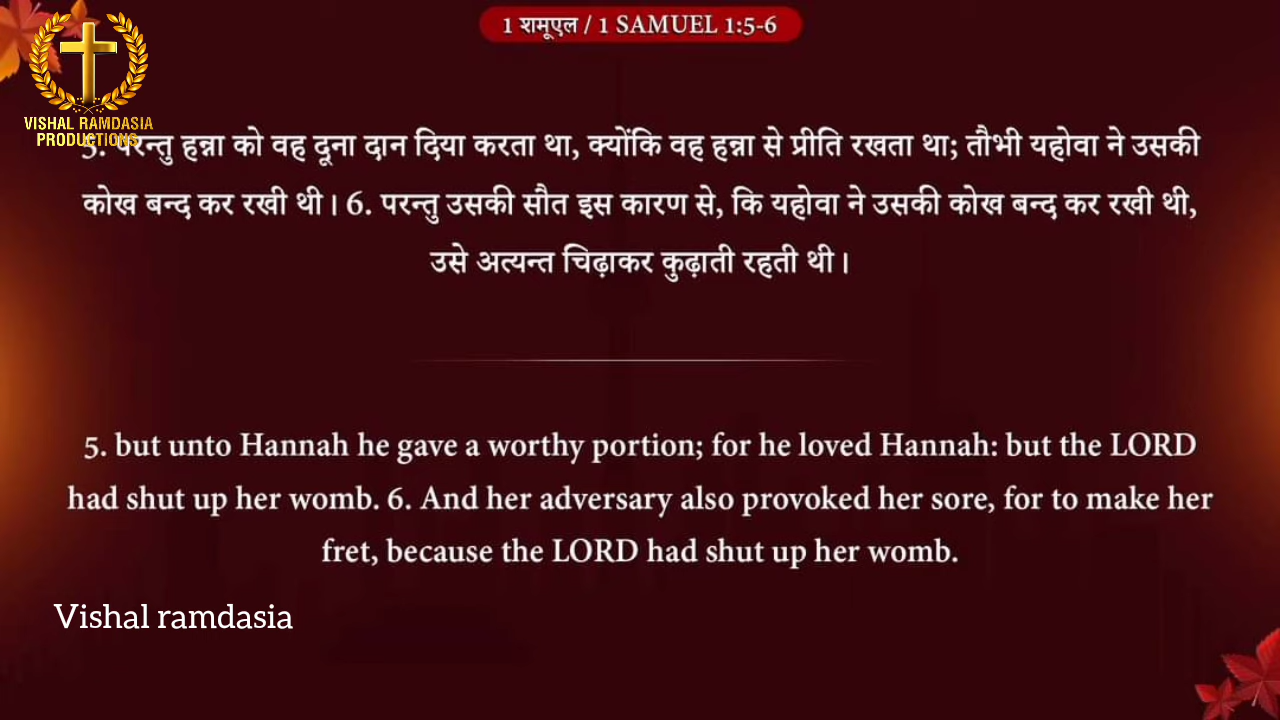 1 शमूएल / 1 SAMUEL 1:5-6
VISHAL RAMDASIA
PRODUCTIONS
5. परन्तु हन्ना को वह दूना दान दिया करता था, क्योंकि वह हन्ना से प्रीति रखता था; तौभी यहोवा ने उसकी
कोख बन्द कर रखी थी । 6. परन्तु उसकी सौत इस कारण से, कि यहोवा ने उसकी कोख बन्द कर रखी थी,
उसे अत्यन्त चिढ़ाकर कुढ़ाती रहती थी ।
5. but unto Hannah he gave a worthy portion; for he loved Hannah: but the LORD
had shut up her womb. 6. And her adversary also provoked her sore, for to make her
fret, because the LORD had shut up her womb.
Vishal ramdasia